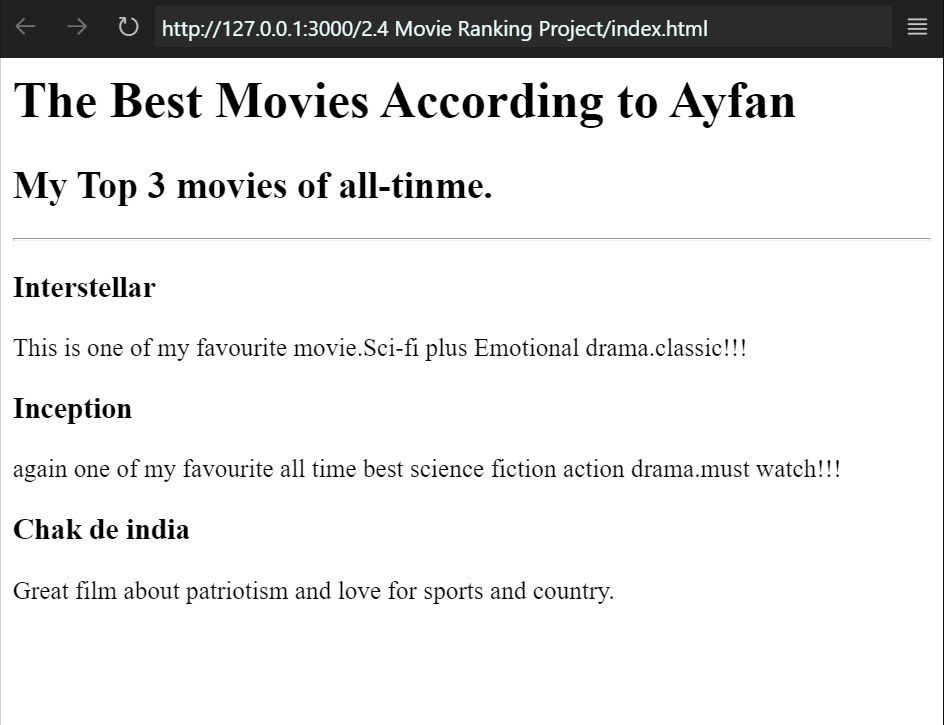 http://127.0.0.1:3000/2.4 Movie Ranking Project/index.html
The Best Movies According to Ayfan
My Top 3 movies of all-tinme.
Interstellar
This is one of my favourite movie.Sci-fi plus Emotional drama.classic!!!
Inception
again one of my favourite all time best science fiction action drama.must watch!!!
Chak de india
Great film about patriotism and love for sports and country.